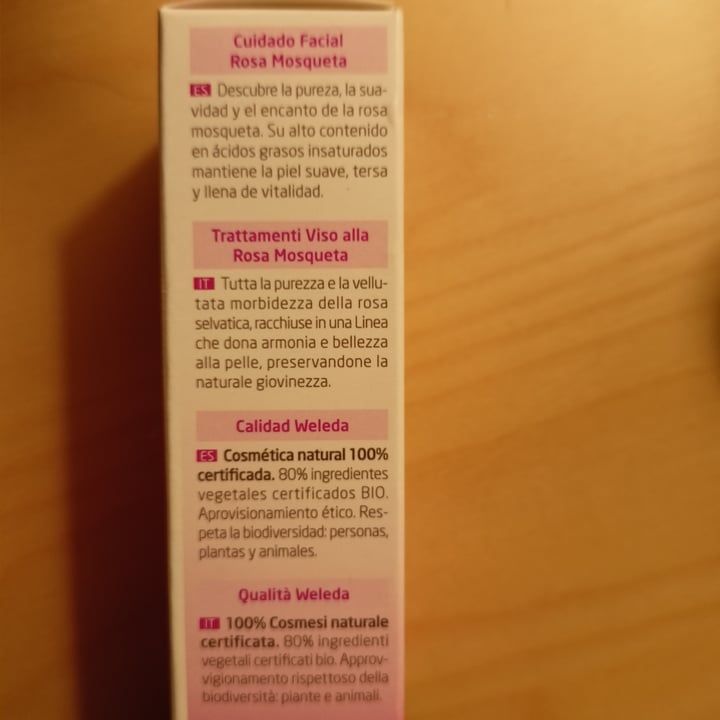 Cuidado Facial
Rosa Mosqueta
ES Descubre la pureza, la sua-
vidad y el encanto de la rosa
mosqueta. Su alto contenido
en ácidos grasos insaturados
mantiene la piel suave, tersa
y llena de vitalidad.
Trattamenti Viso alla
Rosa Mosqueta
IT Tutta la purezza e la vellu-
tata morbidezza della rosa
selvatica, racchiuse in una Linea
che dona armonia e bellezza
alla pelle, preservandone la
naturale giovinezza.
Calidad Weleda
ES Cosmética natural 100%
certificada. 80% ingredientes
vegetales certificados BIO.
Aprovisionamiento ético. Res-
peta la biodiversidad: personas,
plantas y animales.
Qualità Weleda
IT 100% Cosmesi naturale
certificata. 80% ingredienti
vegetali certificati bio. Approv-
vigionamento rispettoso della
biodiversità: piante e animali.